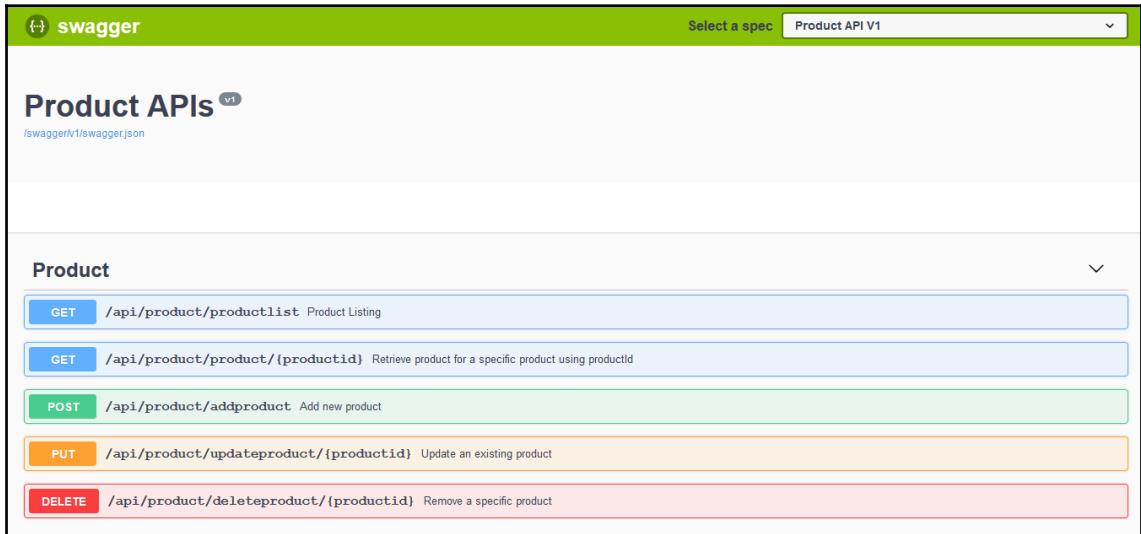 {··} swagger Select a spec Product API V1
Product APIs v1
/swagger/v1/swagger.json
Product
GET /api/product/productlist Product Listing
GET /api/product/product/{productid} Retrieve product for a specific product using productId
POST /api/product/addproduct Add new product
PUT /api/product/updateproduct/{productid} Update an existing product
DELETE /api/product/deleteproduct/{productid} Remove a specific product